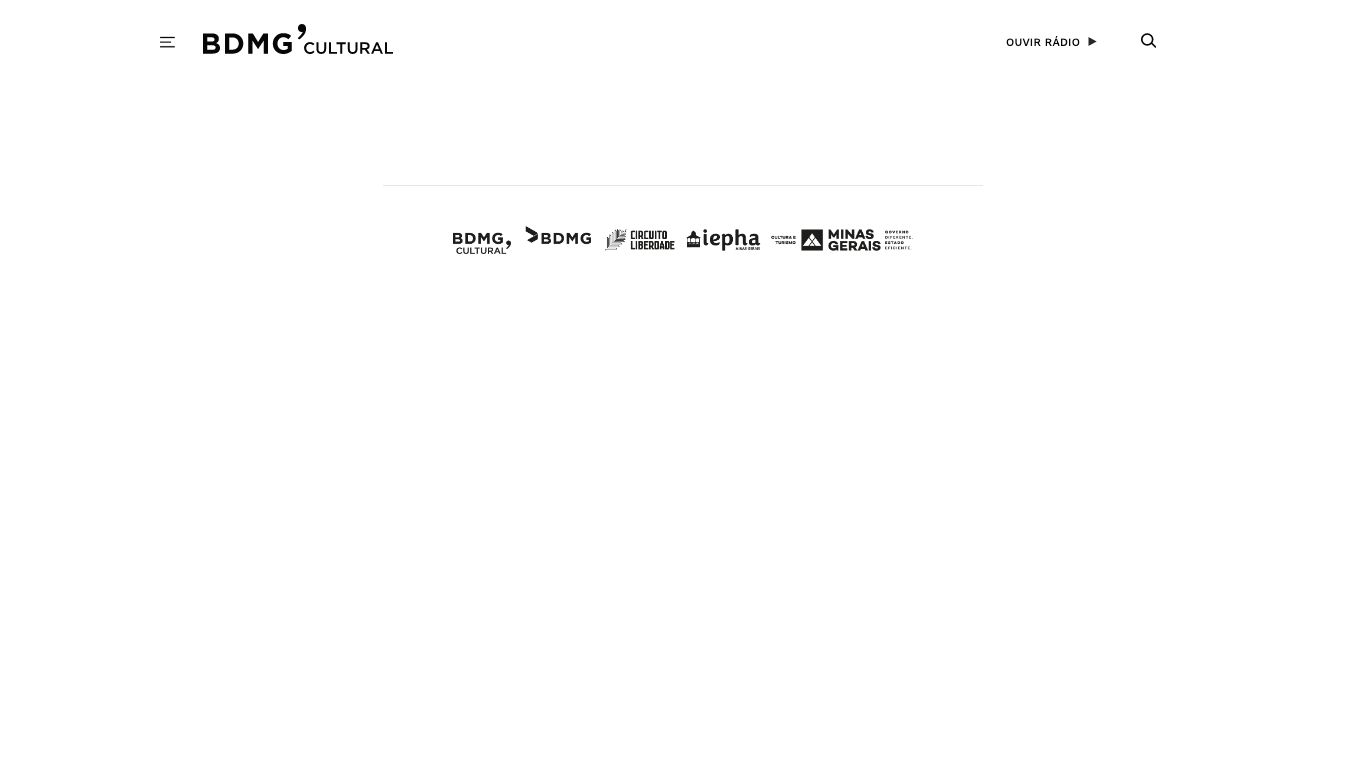 BDMG'CULTURAL
OUVIR RÁDIO
BDMG,
CULTURAL
BDMG
CIRCUITO
LIBERDADE
iepha
MINAS GERAIS
CULTURA E
TURISMO
MINAS
GERAIS
GOVERNO
DIFERENTE.
ESTADO
EFICIENTE.